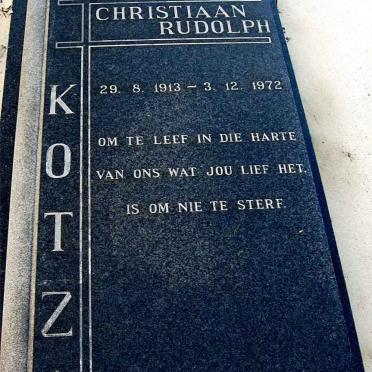 CHRISTIAAN
RUDOLPH
KOTZ
29. 8. 1913 – 3. 12. 1972
OM TE LEEF IN DIE HARTE
VAN ONS WAT JOU LIEF HET,
IS OM NIE TE STERF.